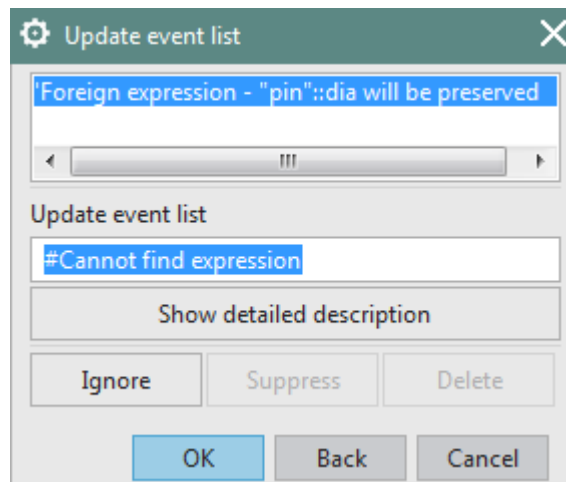 Update event list
'Foreign expression - "pin"::dia will be preserved
Update event list
#Cannot find expression
Show detailed description
Ignore Suppress Delete
OK Back Cancel